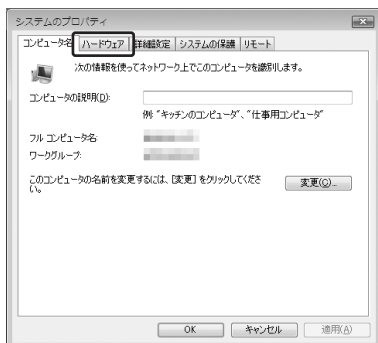 システムのプロパティ
コンピュータ名 ハードウェア 詳細設定 システムの保護 リモート
次の情報を使ってネットワーク上でこのコンピュータを識別します。
コンピュータの説明(D):
例: "キッチンのコンピュータ"、"仕事用コンピュータ"
フル コンピュータ名:
ワークグループ:
このコンピュータの名前を変更するには、[変更] をクリックしてくださ
い。
変更(C)...
OK キャンセル 適用(A)